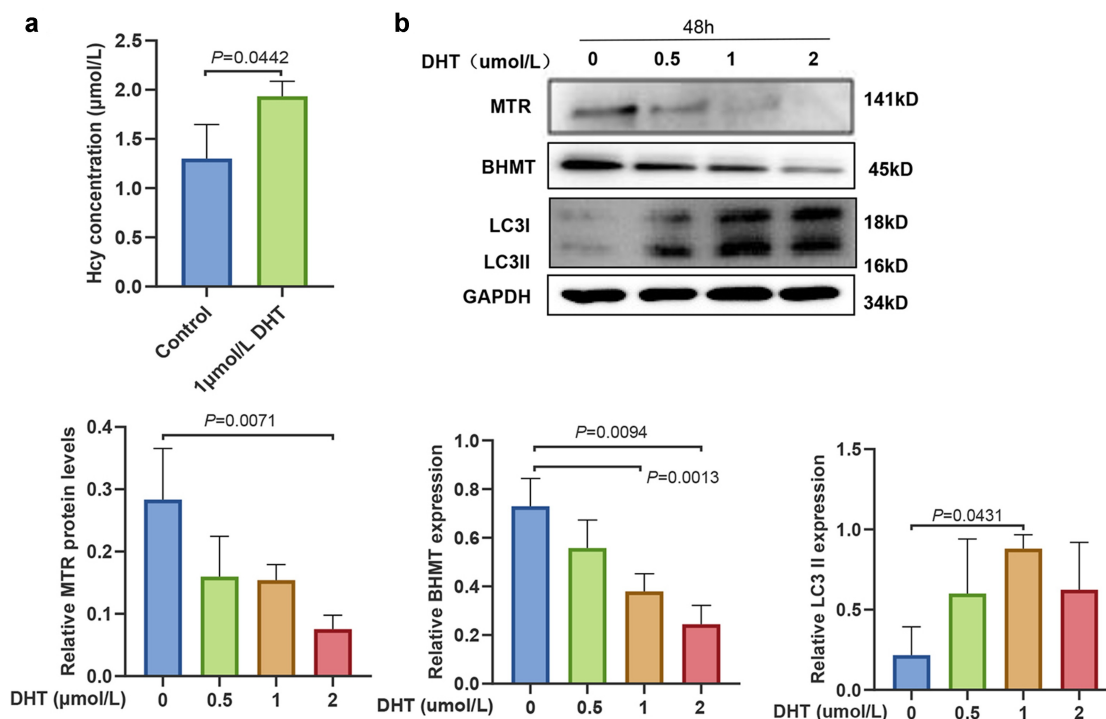 a
Hcy concentration (μmol/L)
2.5
2.0
1.5
1.0
0.5
0.0
P=0.0442
Control
1μmol/L DHT
b
48h
DHT（umol/L）
0 0.5 1 2
MTR 141kD
BHMT 45kD
LC3I 18kD
LC3II 16kD
GAPDH 34kD
Relative MTR protein levels
0.4
0.3
0.2
0.1
0.0
P=0.0071
DHT (μmol/L) 0 0.5 1 2
Relative BHMT expression
1.0
0.8
0.6
0.4
0.2
0.0
P=0.0094
P=0.0013
DHT (umol/L) 0 0.5 1 2
Relative LC3 II expression
1.5
1.0
0.5
0.0
P=0.0431
DHT (umol/L) 0 0.5 1 2